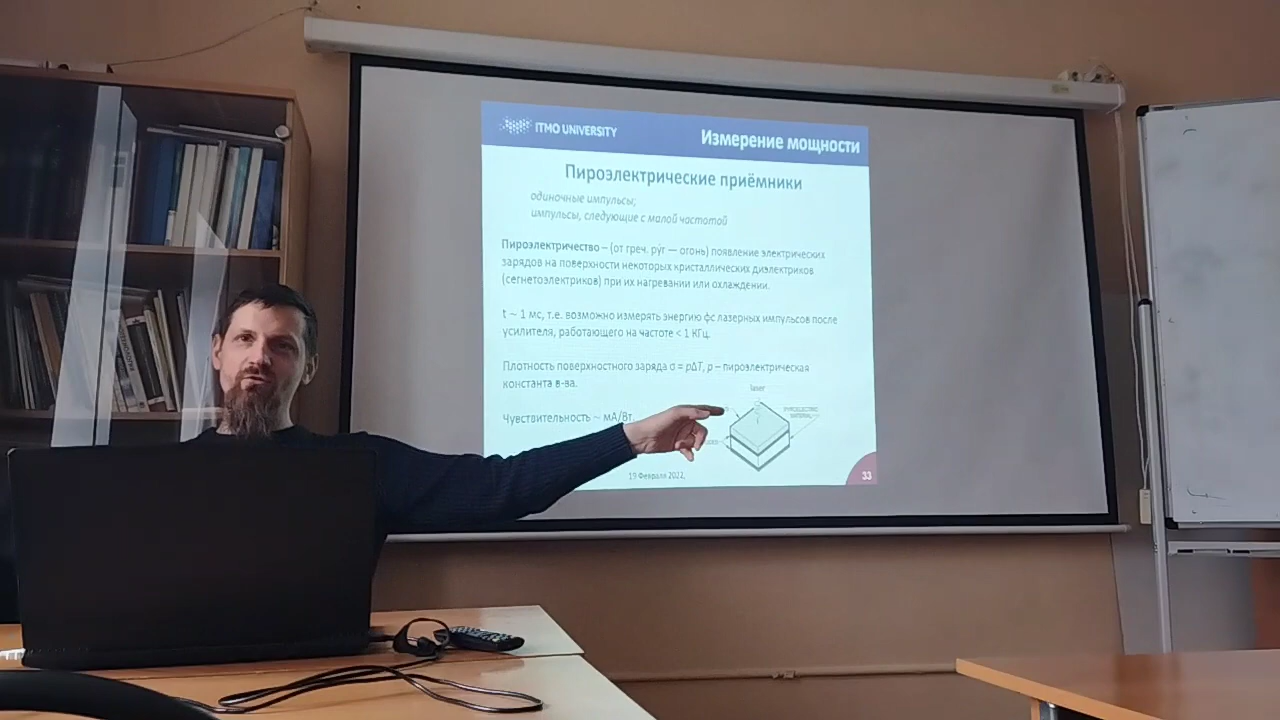 ITMO UNIVERSITY
Измерение мощности
Пироэлектрические приёмники
одиночные импульсы;
импульсы, следующие с малой частотой
Пироэлектричество – (от греч. pýr — огонь) появление электрических
зарядов на поверхности некоторых кристаллических диэлектриков
(сегнетоэлектриков) при их нагревании или охлаждении.
t ~ 1 мс, т.е. возможно измерять энергию фс лазерных импульсов после
усилителя, работающего на частоте < 1 КГц.
Плотность поверхностного заряда σ = pΔT, p – пироэлектрическая
константа в-ва.
Чувствительность ~ мА/Вт.
laser
PYROELECTRIC
MATERIAL
19 Февраля 2022,
33